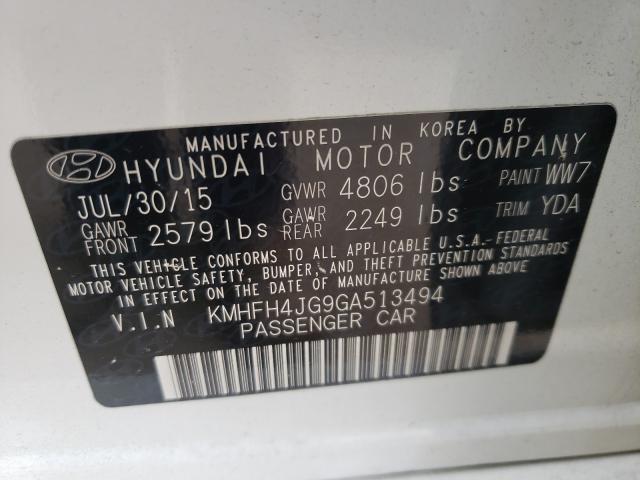 MANUFACTURED IN KOREA BY
HYUNDAI MOTOR COMPANY
JUL/30/15 GVWR 4806 lbs PAINT WW7
GAWR FRONT 2579 lbs GAWR REAR 2249 lbs TRIM YDA
THIS VEHICLE CONFORMS TO ALL APPLICABLE U.S.A.-FEDERAL
MOTOR VEHICLE SAFETY, BUMPER, AND THEFT PREVENTION STANDARDS
IN EFFECT ON THE DATE OF MANUFACTURE SHOWN ABOVE
V.I.N KMHFH4JG9GA513494
PASSENGER CAR